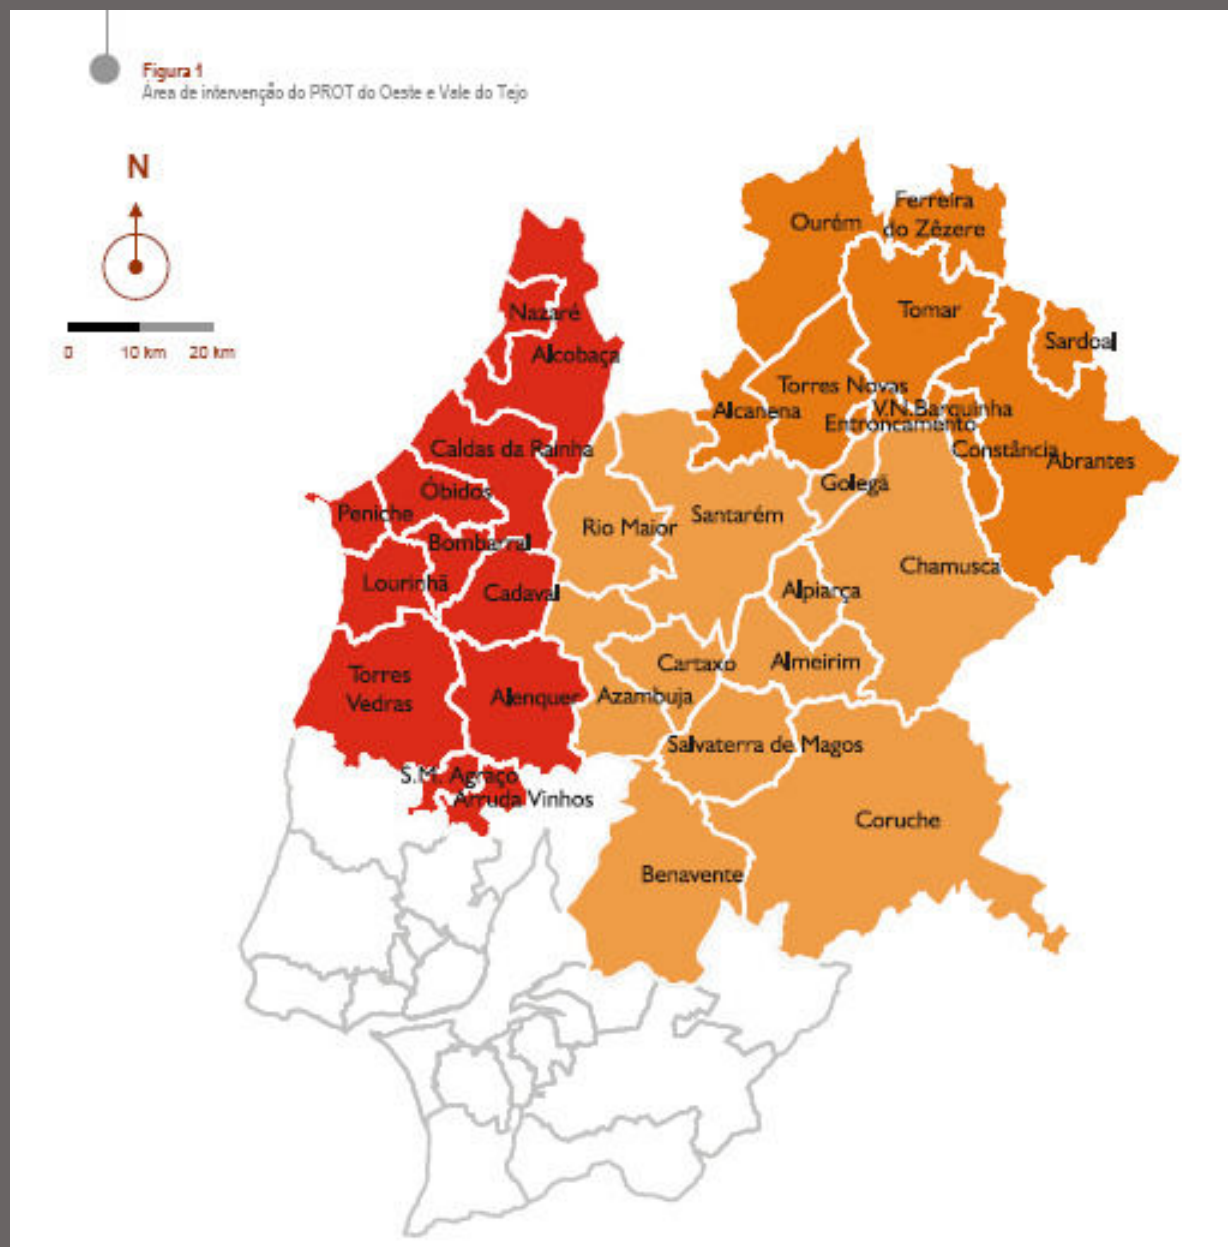 Figura 1
Área de intervenção do PROT do Oeste e Vale do Tejo
N
0 10 km 20 km
Ourém
Ferreira
do Zêzere
Nazaré
Tomar
Alcobaça
Sardoal
Torres Novas
Alcanena
V.N.Barquinha
Entroncamento
Caldas da Rainha
Constância
Abrantes
Óbidos
Golegã
Peniche
Rio Maior
Santarém
Bombarral
Lourinhã
Cadaval
Chamusca
Alpiarça
Torres
Vedras
Alenquer
Cartaxo
Almeirim
Azambuja
Salvaterra de Magos
S.M. Agraço
Arruda Vinhos
Coruche
Benavente